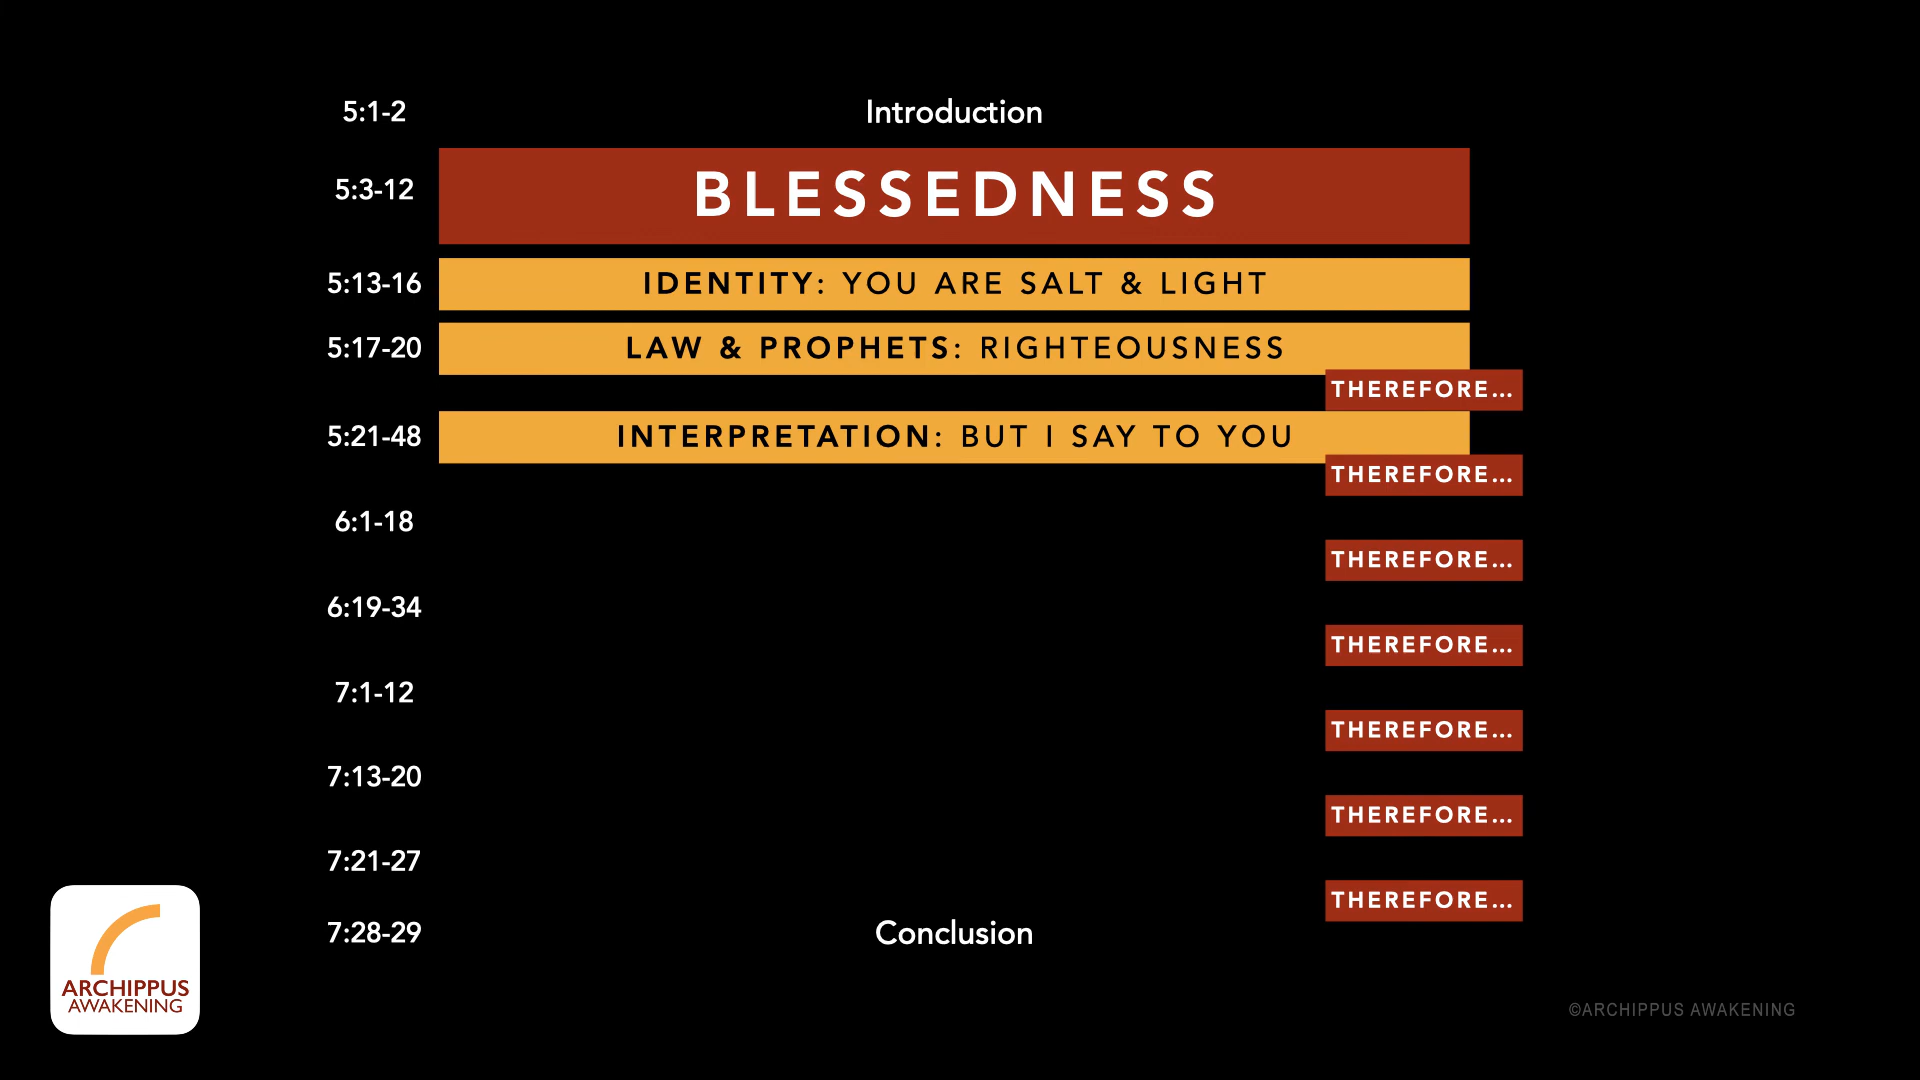 5:1-2 Introduction
5:3-12 BLESSEDNESS
5:13-16 IDENTITY: YOU ARE SALT & LIGHT
5:17-20 LAW & PROPHETS: RIGHTEOUSNESS
THEREFORE...
5:21-48 INTERPRETATION: BUT I SAY TO YOU
THEREFORE...
6:1-18
THEREFORE...
6:19-34
THEREFORE...
7:1-12
THEREFORE...
7:13-20
THEREFORE...
7:21-27
THEREFORE...
7:28-29 Conclusion
ARCHIPPUS
AWAKENING
©ARCHIPPUS AWAKENING